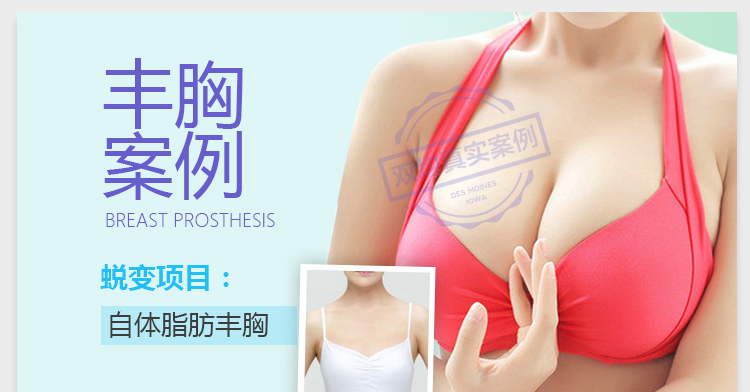 丰胸
案例
BREAST PROSTHESIS
蜕变项目：
自体脂肪丰胸
真实案例
DES MOINES
IOWA